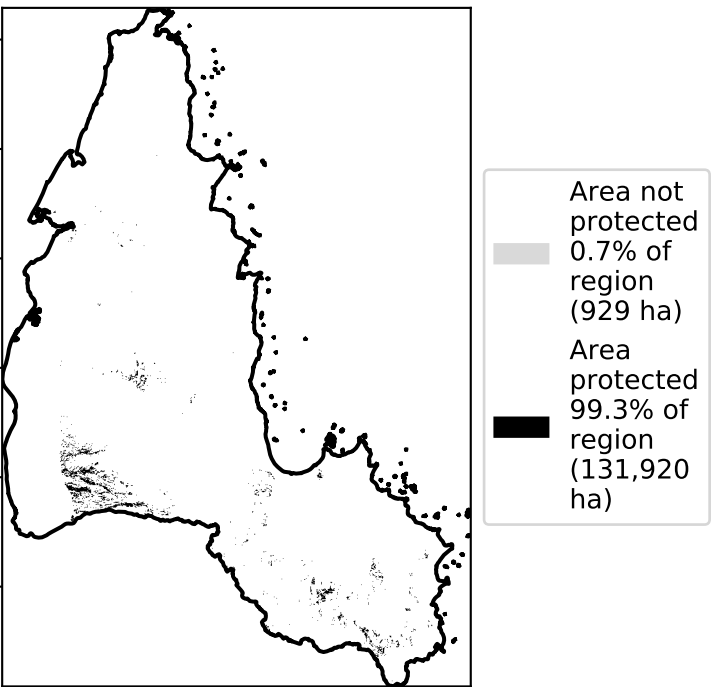 Area not
protected
0.7% of
region
(929 ha)
Area
protected
99.3% of
region
(131,920
ha)